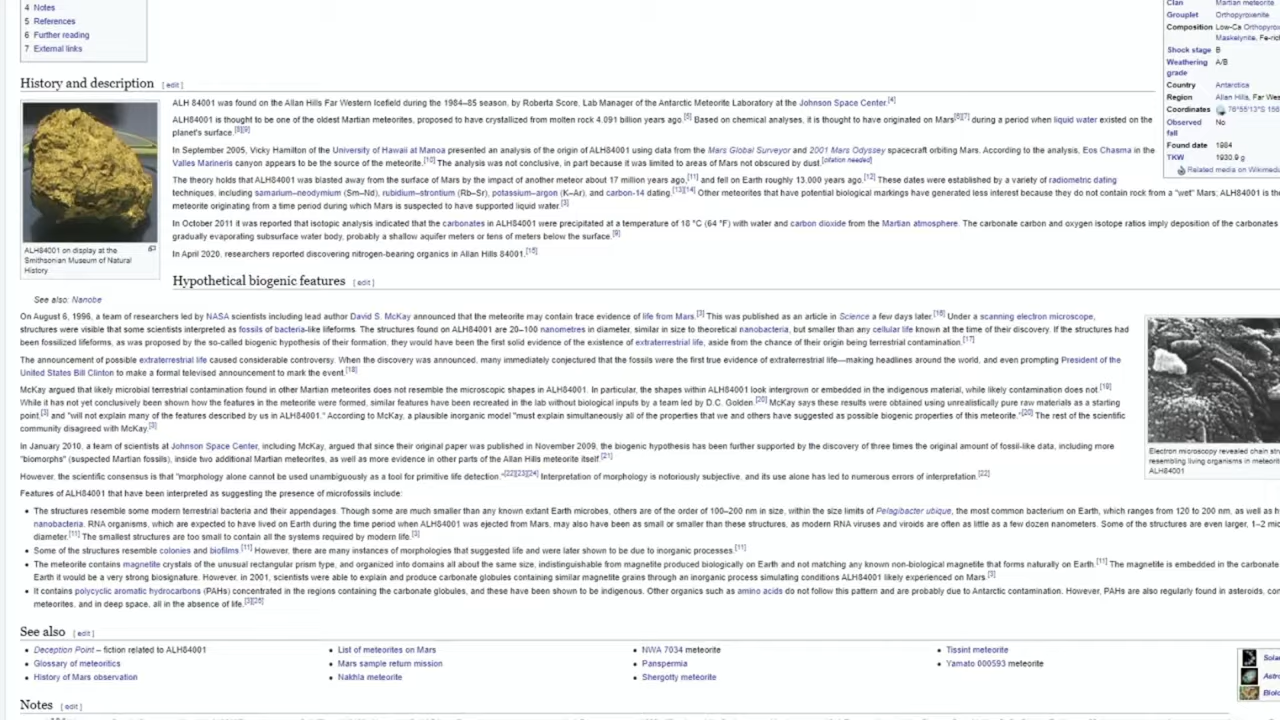 4 Notes
5 References
6 Further reading
7 External links
Clan Martian meteorite
Grouplet Orthopyroxenite
Composition Low-Ca Orthopyro
Maskelynite, Fe-rich
Shock stage B
Weathering A/B
grade
Country Antarctica
Region Allan Hills, Far Wes
Coordinates 76°55′13″S 156
Observed No
fall
Found date 1984
TKW 1930.9 g
Related media on Wikimedia
History and description [ edit ]
ALH84001 on display at the
Smithsonian Museum of Natural
History
ALH 84001 was found on the Allan Hills Far Western Icefield during the 1984–85 season, by Roberta Score, Lab Manager of the Antarctic Meteorite Laboratory at the Johnson Space Center.[4]
ALH84001 is thought to be one of the oldest Martian meteorites, proposed to have crystallized from molten rock 4.091 billion years ago.[5] Based on chemical analyses, it is thought to have originated on Mars[6][7] during a period when liquid water existed on the
planet's surface.[8][9]
In September 2005, Vicky Hamilton of the University of Hawaii at Manoa presented an analysis of the origin of ALH84001 using data from the Mars Global Surveyor and 2001 Mars Odyssey spacecraft orbiting Mars. According to the analysis, Eos Chasma in the
Valles Marineris canyon appears to be the source of the meteorite.[10] The analysis was not conclusive, in part because it was limited to areas of Mars not obscured by dust.[citation needed]
The theory holds that ALH84001 was blasted away from the surface of Mars by the impact of another meteor about 17 million years ago,[11] and fell on Earth roughly 13,000 years ago.[12] These dates were established by a variety of radiometric dating
techniques, including samarium–neodymium (Sm–Nd), rubidium–strontium (Rb–Sr), potassium–argon (K–Ar), and carbon-14 dating.[13][14] Other meteorites that have potential biological markings have generated less interest because they do not contain rock from a "wet" Mars; ALH84001 is the
meteorite originating from a time period during which Mars is suspected to have supported liquid water.[3]
In October 2011 it was reported that isotopic analysis indicated that the carbonates in ALH84001 were precipitated at a temperature of 18 °C (64 °F) with water and carbon dioxide from the Martian atmosphere. The carbonate carbon and oxygen isotope ratios imply deposition of the carbonates
gradually evaporating subsurface water body, probably a shallow aquifer meters or tens of meters below the surface.[9]
In April 2020, researchers reported discovering nitrogen-bearing organics in Allan Hills 84001.[15]
Hypothetical biogenic features [ edit ]
See also: Nanobe
On August 6, 1996, a team of researchers led by NASA scientists including lead author David S. McKay announced that the meteorite may contain trace evidence of life from Mars.[3] This was published as an article in Science a few days later.[16] Under a scanning electron microscope,
structures were visible that some scientists interpreted as fossils of bacteria-like lifeforms. The structures found on ALH84001 are 20–100 nanometres in diameter, similar in size to theoretical nanobacteria, but smaller than any cellular life known at the time of their discovery. If the structures had
been fossilized lifeforms, as was proposed by the so-called biogenic hypothesis of their formation, they would have been the first solid evidence of the existence of extraterrestrial life, aside from the chance of their origin being terrestrial contamination.[17]
The announcement of possible extraterrestrial life caused considerable controversy. When the discovery was announced, many immediately conjectured that the fossils were the first true evidence of extraterrestrial life—making headlines around the world, and even prompting President of the
United States Bill Clinton to make a formal televised announcement to mark the event.[18]
McKay argued that likely microbial terrestrial contamination found in other Martian meteorites does not resemble the microscopic shapes in ALH84001. In particular, the shapes within ALH84001 look intergrown or embedded in the indigenous material, while likely contamination does not.[19]
While it has not yet conclusively been shown how the features in the meteorite were formed, similar features have been recreated in the lab without biological inputs by a team led by D.C. Golden.[20] McKay says these results were obtained using unrealistically pure raw materials as a starting
point,[3] and "will not explain many of the features described by us in ALH84001." According to McKay, a plausible inorganic model "must explain simultaneously all of the properties that we and others have suggested as possible biogenic properties of this meteorite."[20] The rest of the scientific
community disagreed with McKay.[3]
In January 2010, a team of scientists at Johnson Space Center, including McKay, argued that since their original paper was published in November 2009, the biogenic hypothesis has been further supported by the discovery of three times the original amount of fossil-like data, including more
"biomorphs" (suspected Martian fossils), inside two additional Martian meteorites, as well as more evidence in other parts of the Allan Hills meteorite itself.[21]
However, the scientific consensus is that "morphology alone cannot be used unambiguously as a tool for primitive life detection."[22][23][24] Interpretation of morphology is notoriously subjective, and its use alone has led to numerous errors of interpretation.[22]
Electron microscopy revealed chain stru
resembling living organisms in meteorit
ALH84001
Features of ALH84001 that have been interpreted as suggesting the presence of microfossils include:
• The structures resemble some modern terrestrial bacteria and their appendages. Though some are much smaller than any known extant Earth microbes, others are of the order of 100–200 nm in size, within the size limits of Pelagibacter ubique, the most common bacterium on Earth, which ranges from 120 to 200 nm, as well as h
nanobacteria. RNA organisms, which are expected to have lived on Earth during the time period when ALH84001 was ejected from Mars, may also have been as small or smaller than these structures, as modern RNA viruses and viroids are often as little as a few dozen nanometers. Some of the structures are even larger, 1–2 mic
diameter.[11] The smallest structures are too small to contain all the systems required by modern life.[3]
• Some of the structures resemble colonies and biofilms.[11] However, there are many instances of morphologies that suggested life and were later shown to be due to inorganic processes.[11]
• The meteorite contains magnetite crystals of the unusual rectangular prism type, and organized into domains all about the same size, indistinguishable from magnetite produced biologically on Earth and not matching any known non-biological magnetite that forms naturally on Earth.[11] The magnetite is embedded in the carbonate
Earth it would be a very strong biosignature. However, in 2001, scientists were able to explain and produce carbonate globules containing similar magnetite grains through an inorganic process simulating conditions ALH84001 likely experienced on Mars.[3]
• It contains polycyclic aromatic hydrocarbons (PAHs) concentrated in the regions containing the carbonate globules, and these have been shown to be indigenous. Other organics such as amino acids do not follow this pattern and are probably due to Antarctic contamination. However, PAHs are also regularly found in asteroids, com
meteorites, and in deep space, all in the absence of life.[3][25]
See also [ edit ]
• Deception Point – fiction related to ALH84001
• Glossary of meteoritics
• History of Mars observation
• List of meteorites on Mars
• Mars sample return mission
• Nakhla meteorite
• NWA 7034 meteorite
• Panspermia
• Shergotty meteorite
• Tissint meteorite
• Yamato 000593 meteorite
Sola
Astro
Biolo
Notes [ edit ]